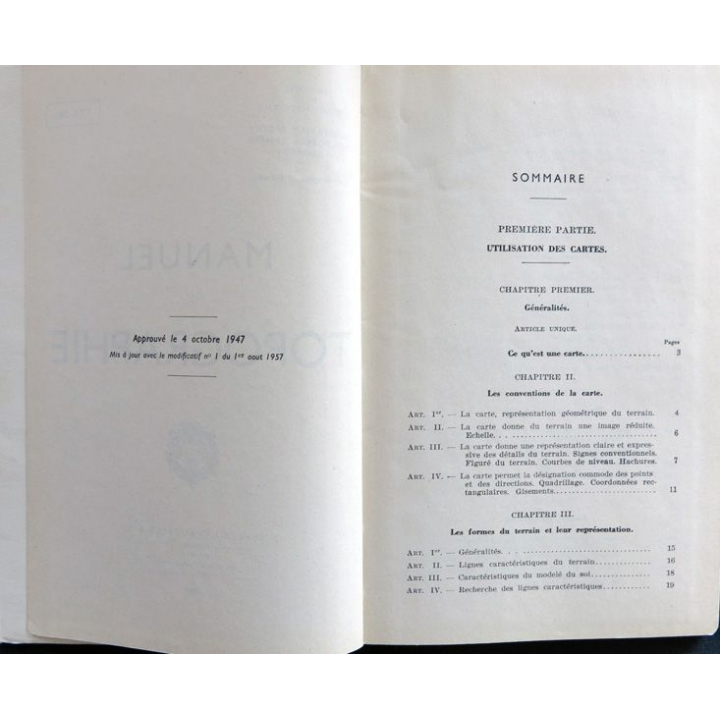 MANUEL
TOPOGRAPHIE
Approuvé le 4 octobre 1947
Mis à jour avec le modificatif n° 1 du 1er aout 1957
SOMMAIRE
PREMIÈRE PARTIE.
UTILISATION DES CARTES.
CHAPITRE PREMIER.
Généralités.
ARTICLE UNIQUE.
Pages
Ce qu'est une carte. 3
CHAPITRE II.
Les conventions de la carte.
ART. Ier. — La carte, représentation géométrique du terrain. 4
ART. II. — La carte donne du terrain une image réduite.
Echelle. 6
ART. III. — La carte donne une représentation claire et expres-
sive des détails du terrain. Signes conventionnels.
Figuré du terrain. Courbes de niveau. Hachures. 7
ART. IV. — La carte permet la désignation commode des points
et des directions. Quadrillage. Coordonnées rec-
tangulaires. Gisements. 11
CHAPITRE III.
Les formes du terrain et leur représentation.
ART. Ier. — Généralités. 15
ART. II. — Lignes caractéristiques du terrain. 16
ART. III. — Caractéristiques du modelé du sol. 18
ART. IV. — Recherche des lignes caractéristiques. 19